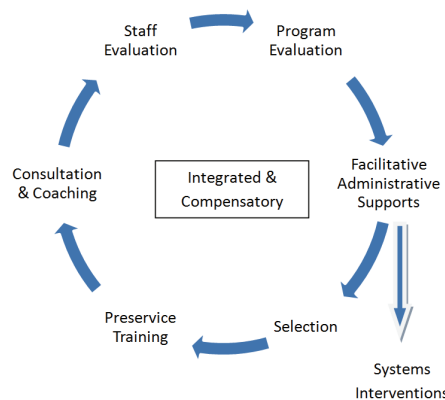 Staff
Evaluation
Program
Evaluation
Facilitative
Administrative
Supports
Selection
Preservice
Training
Consultation
& Coaching
Integrated &
Compensatory
Systems
Interventions